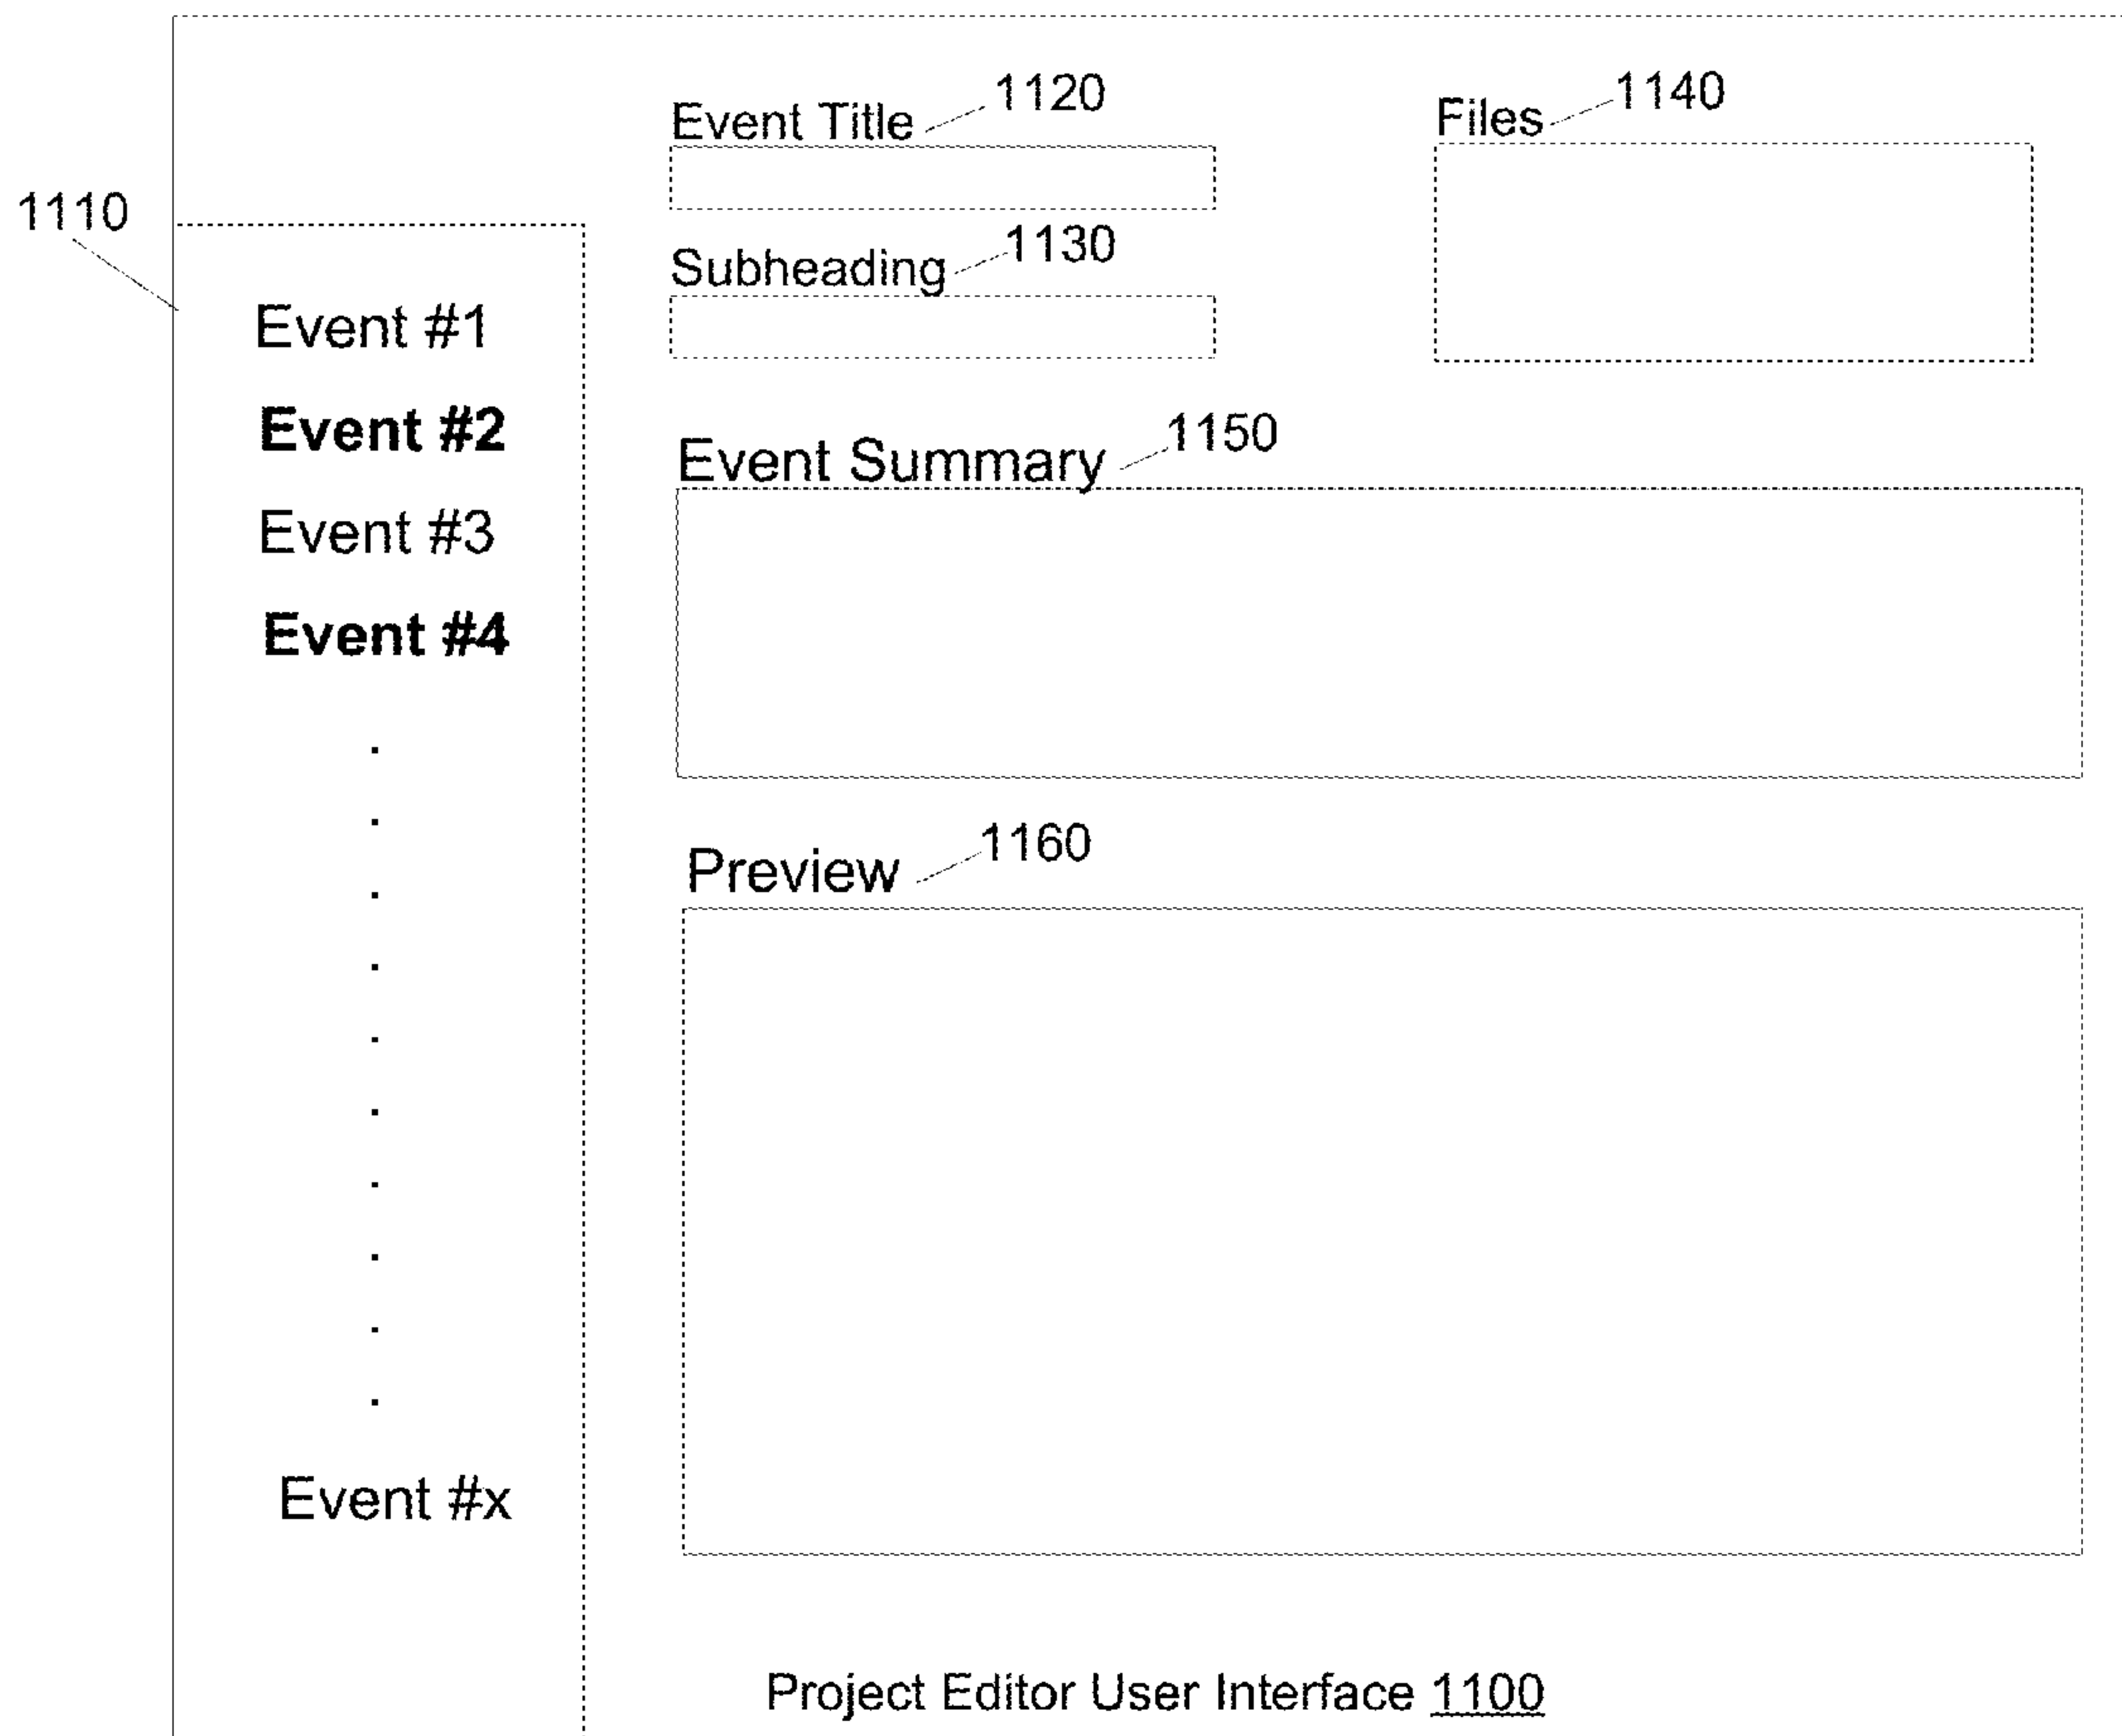 Event Title 1120
Files 1140
1110
Subheading 1130
Event #1
Event #2
Event #3
Event #4
.
.
.
.
.
.
.
.
.
.
Event #x
Event Summary 1150
Preview 1160
Project Editor User Interface 1100